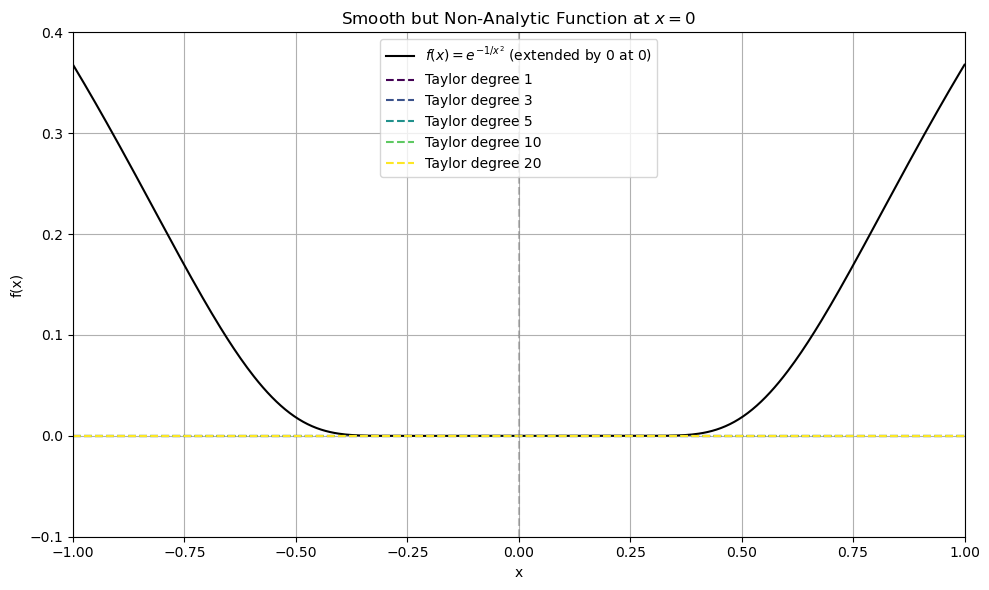 Smooth but Non-Analytic Function at x = 0
f(x) = e^{-1/x^2} (extended by 0 at 0)
Taylor degree 1
Taylor degree 3
Taylor degree 5
Taylor degree 10
Taylor degree 20
f(x)
0.4
0.3
0.2
0.1
0.0
−0.1
−1.00 −0.75 −0.50 −0.25 0.00 0.25 0.50 0.75 1.00
x